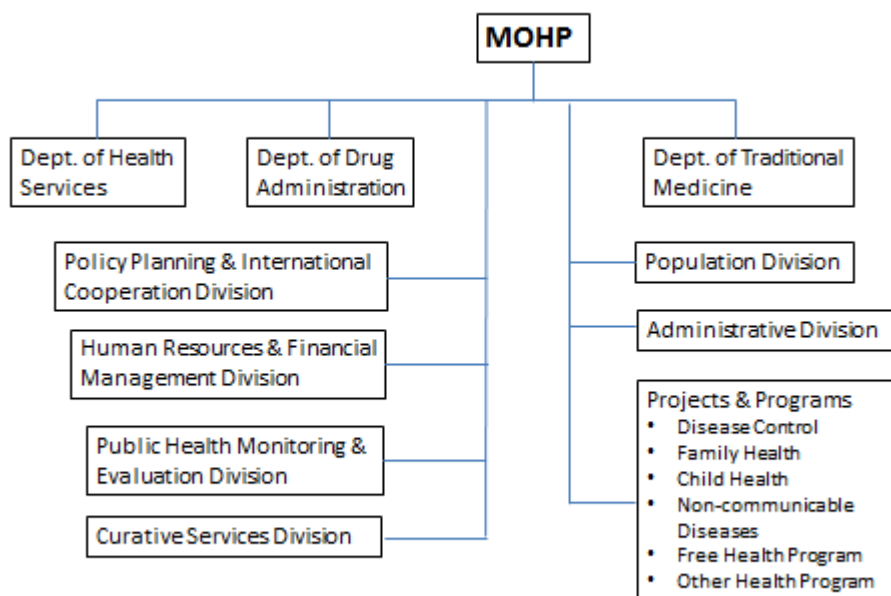 MOHP
Dept. of Health
Services
Dept. of Drug
Administration
Dept. of Traditional
Medicine
Policy Planning & International
Cooperation Division
Human Resources & Financial
Management Division
Public Health Monitoring &
Evaluation Division
Curative Services Division
Population Division
Administrative Division
Projects & Programs
• Disease Control
• Family Health
• Child Health
• Non-communicable
Diseases
• Free Health Program
• Other Health Program